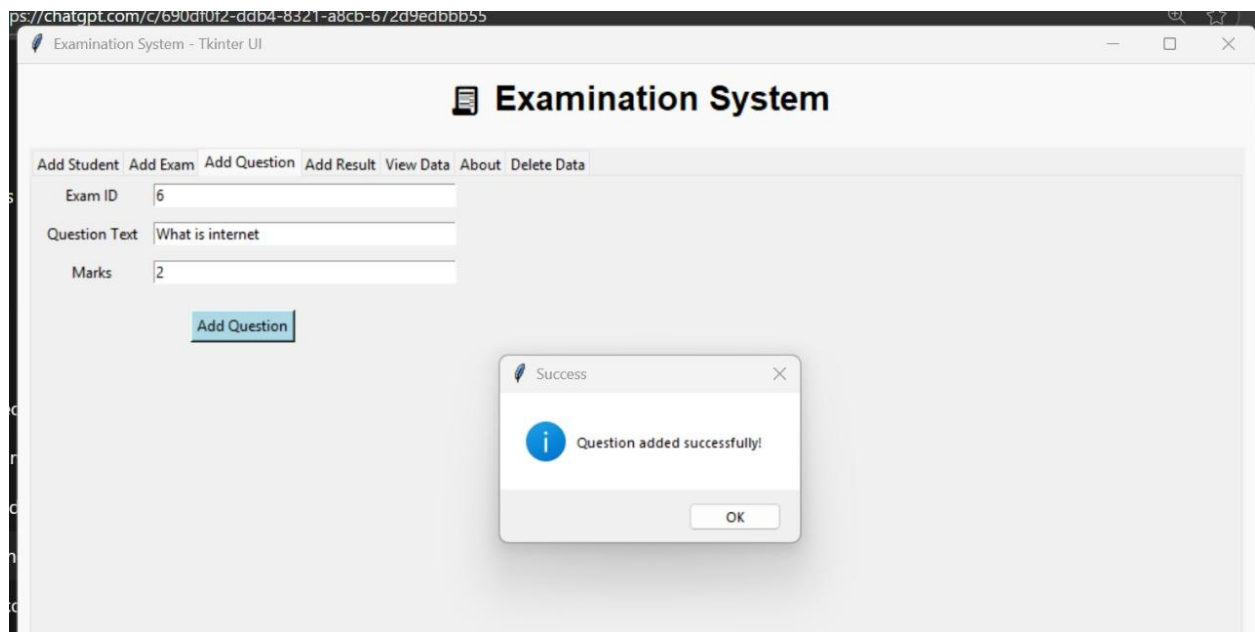 ps://chatgpt.com/c/690df0f2-ddb4-8321-a8cb-672d9edbbb55
Examination System - Tkinter UI
Examination System
Add Student Add Exam Add Question Add Result View Data About Delete Data
Exam ID 6
Question Text What is internet
Marks 2
Add Question
Success
Question added successfully!
OK